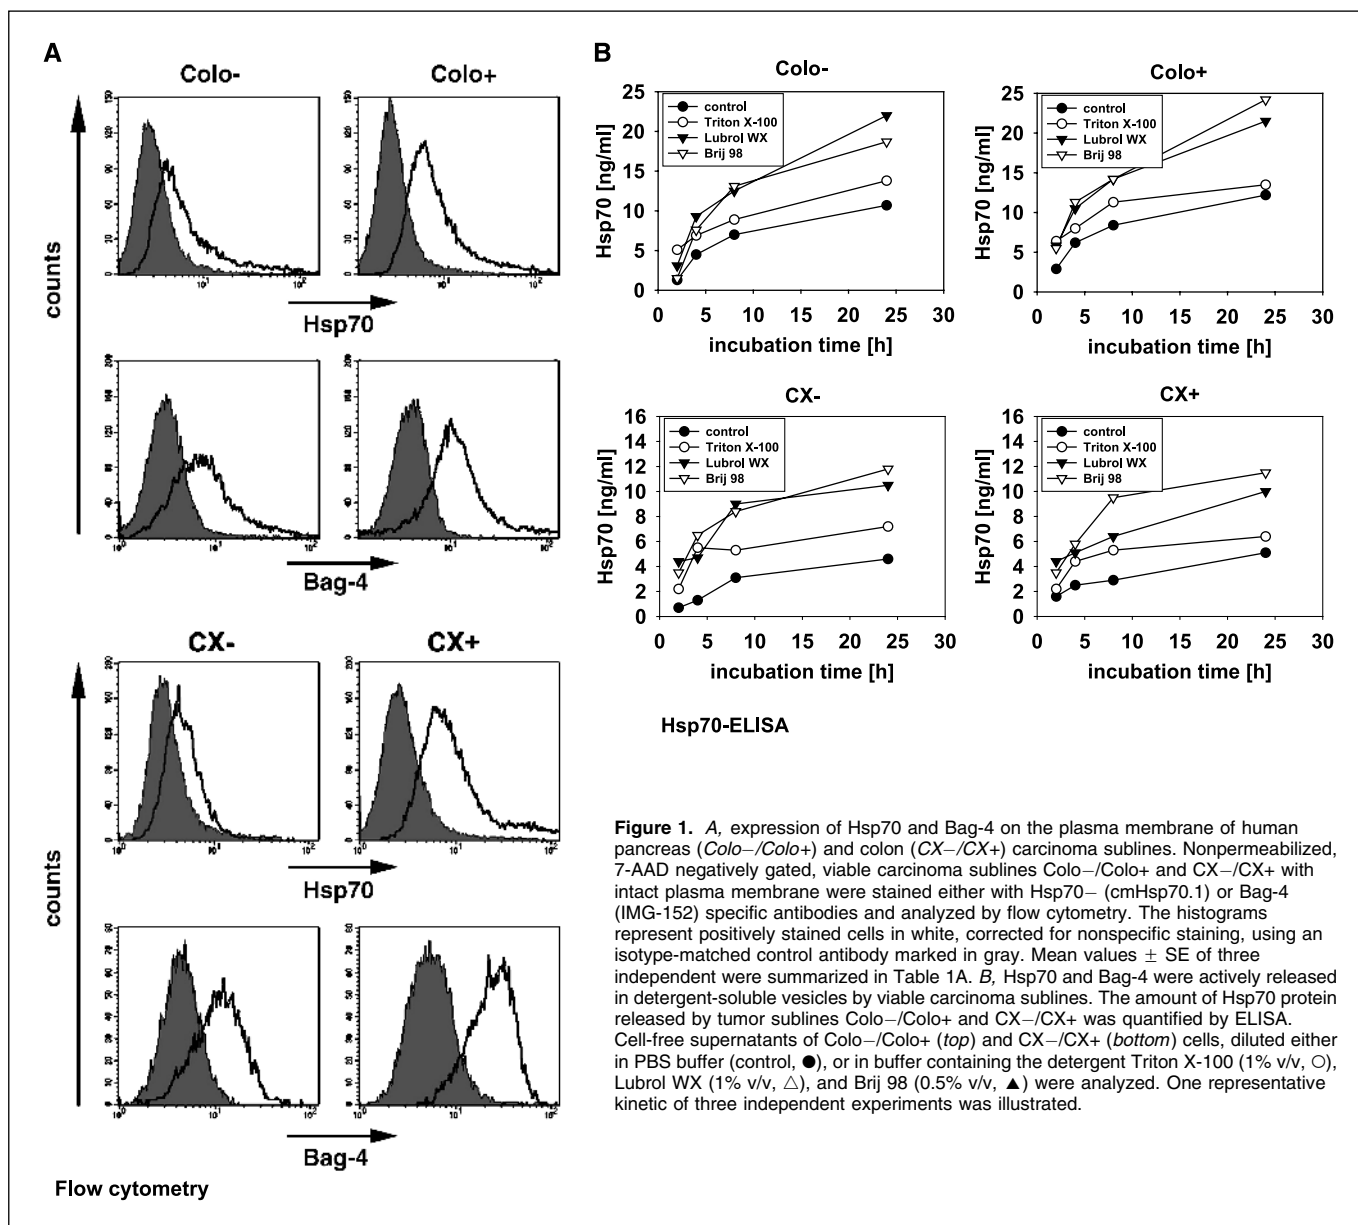 A
Colo-
Colo+
counts
Hsp70
Bag-4
CX-
CX+
counts
Hsp70
Bag-4
Flow cytometry
B
Colo-
25
20
15
10
5
0
Hsp70 [ng/ml]
control
Triton X-100
Lubrol WX
Brij 98
0 5 10 15 20 25 30
incubation time [h]
Colo+
25
20
15
10
5
0
Hsp70 [ng/ml]
control
Triton X-100
Lubrol WX
Brij 98
0 5 10 15 20 25 30
incubation time [h]
CX-
16
14
12
10
8
6
4
2
0
Hsp70 [ng/ml]
control
Triton X-100
Lubrol WX
Brij 98
0 5 10 15 20 25 30
incubation time [h]
CX+
16
14
12
10
8
6
4
2
0
Hsp70 [ng/ml]
control
Triton X-100
Lubrol WX
Brij 98
0 5 10 15 20 25 30
incubation time [h]
Hsp70-ELISA
Figure 1. A, expression of Hsp70 and Bag-4 on the plasma membrane of human
pancreas (Colo−/Colo+) and colon (CX−/CX+) carcinoma sublines. Nonpermeabilized,
7-AAD negatively gated, viable carcinoma sublines Colo−/Colo+ and CX−/CX+ with
intact plasma membrane were stained either with Hsp70− (cmHsp70.1) or Bag-4
(IMG-152) specific antibodies and analyzed by flow cytometry. The histograms
represent positively stained cells in white, corrected for nonspecific staining, using an
isotype-matched control antibody marked in gray. Mean values ± SE of three
independent were summarized in Table 1A. B, Hsp70 and Bag-4 were actively released
in detergent-soluble vesicles by viable carcinoma sublines. The amount of Hsp70 protein
released by tumor sublines Colo−/Colo+ and CX−/CX+ was quantified by ELISA.
Cell-free supernatants of Colo−/Colo+ (top) and CX−/CX+ (bottom) cells, diluted either
in PBS buffer (control, ●), or in buffer containing the detergent Triton X-100 (1% v/v, ○),
Lubrol WX (1% v/v, △), and Brij 98 (0.5% v/v, ▲) were analyzed. One representative
kinetic of three independent experiments was illustrated.